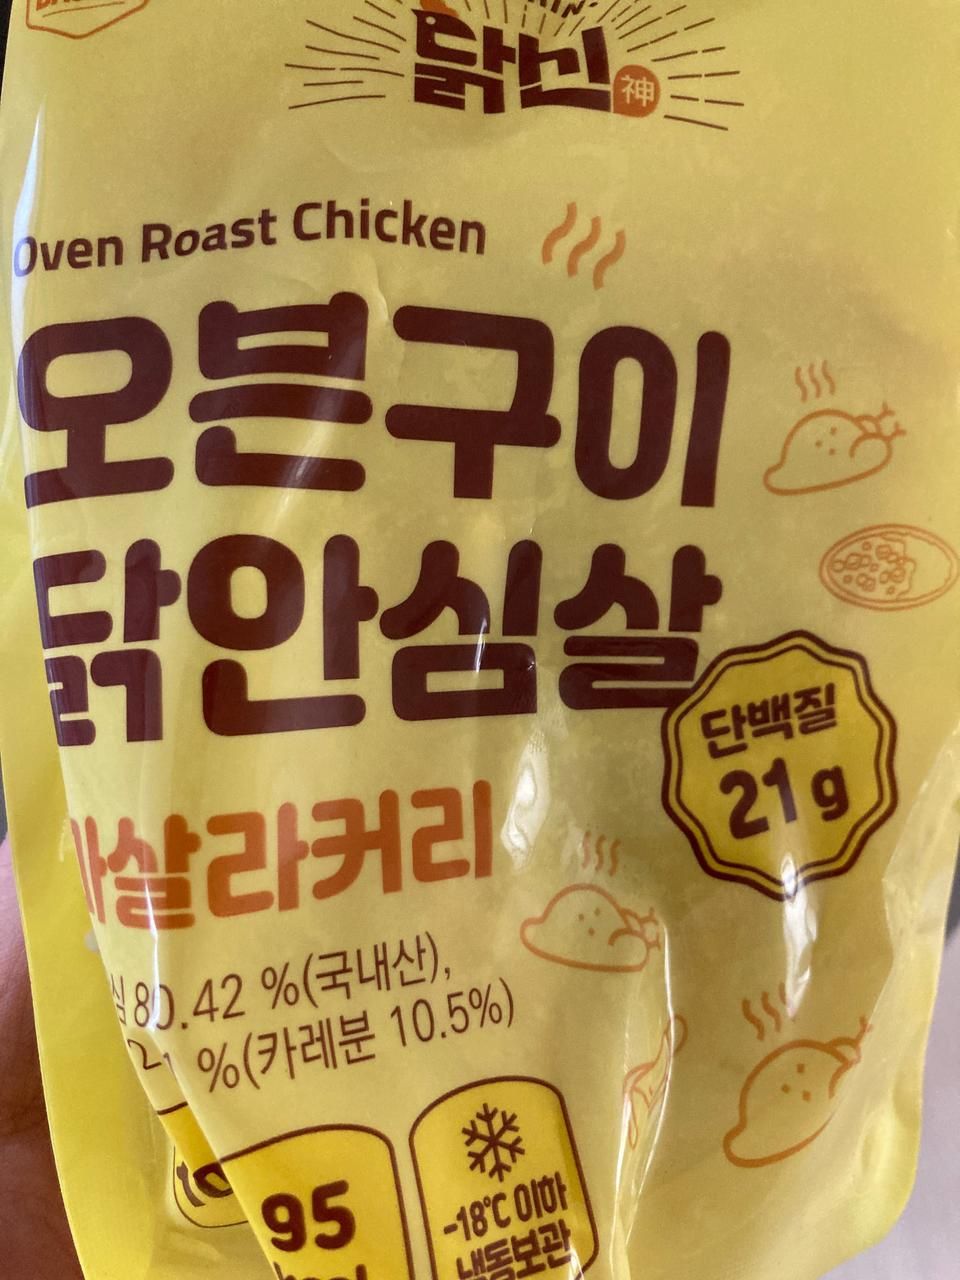 닭신
神
Oven Roast Chicken
오븐구이
닭안심살
단백질
21g
마살라커리
80.42 %(국내산),
%(카레분 10.5%)
95
-18℃ 이하
냉동보관